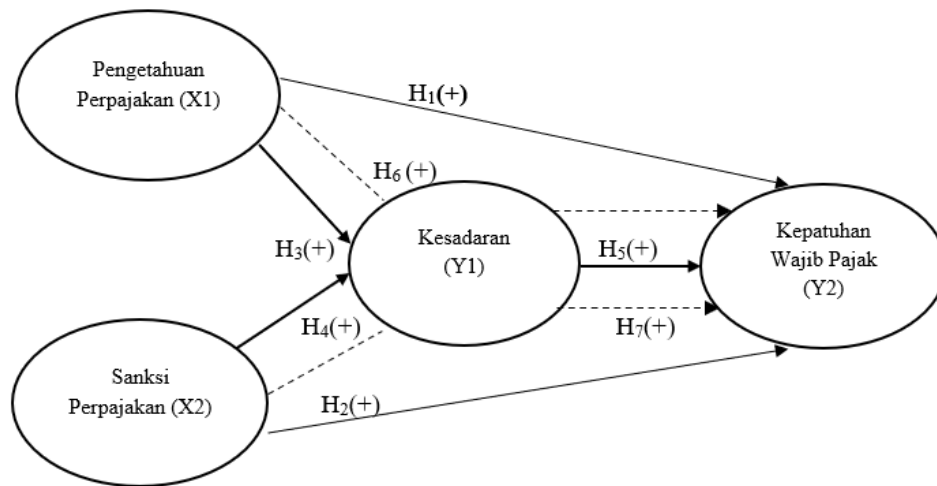 Pengetahuan
Perpajakan (X1)
H₁(+)
H₆(+)
Kesadaran
(Y1)
H₃(+)
H₅(+)
Kepatuhan
Wajib Pajak
(Y2)
H₄(+)
H₇(+)
Sanksi
Perpajakan (X2)
H₂(+)